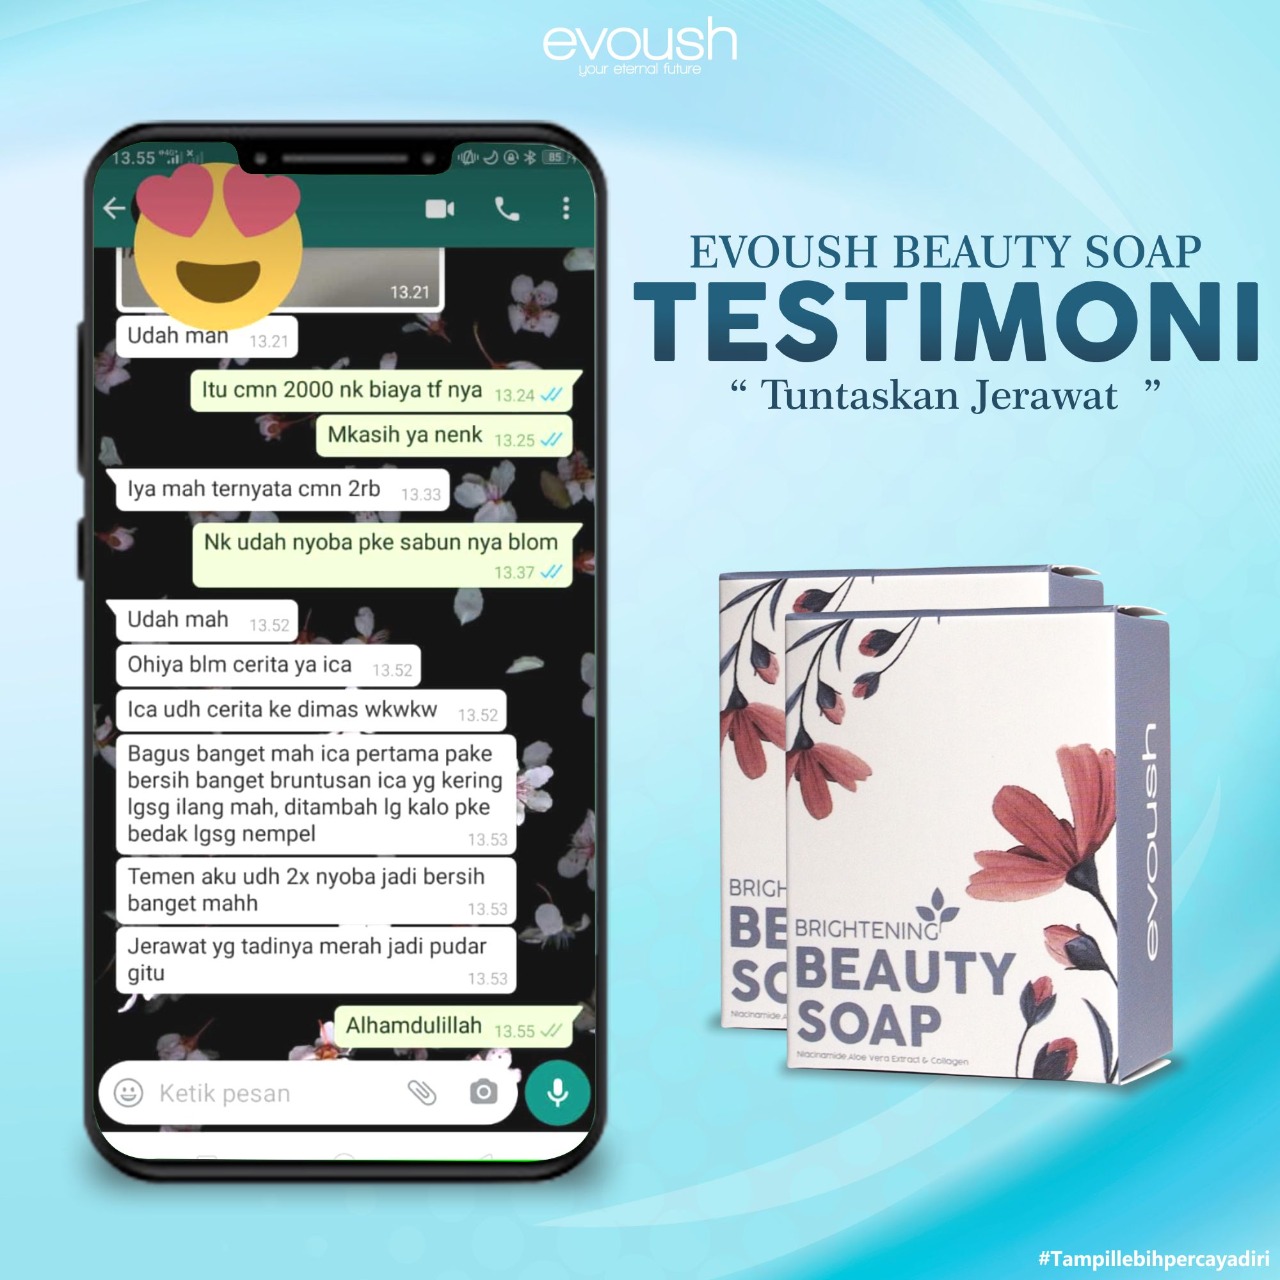 evoush
your eternal future
13.55
85
13.21
Udah man 13.21
Itu cmn 2000 nk biaya tf nya 13.24
Mkasih ya nenk 13.25
Iya mah ternyata cmn 2rb 13.33
Nk udah nyoba pke sabun nya blom
13.37
Udah mah 13.52
Ohiya blm cerita ya ica 13.52
Ica udh cerita ke dimas wkwkw 13.52
Bagus banget mah ica pertama pake
bersih banget bruntusan ica yg kering
lgsg ilang mah, ditambah lg kalo pke
bedak lgsg nempel 13.53
Temen aku udh 2x nyoba jadi bersih
banget mahh 13.53
Jerawat yg tadinya merah jadi pudar
gitu 13.53
Alhamdulillah 13.55
Ketik pesan
EVOUSH BEAUTY SOAP
TESTIMONI
“ Tuntaskan Jerawat ”
BRIGH
BE
SO
Niacinamide,A
BRIGHTENING
BEAUTY
SOAP
Niacinamide,Aloe Vera Extract & Collagen
evoush
#Tampillebihpercayadiri